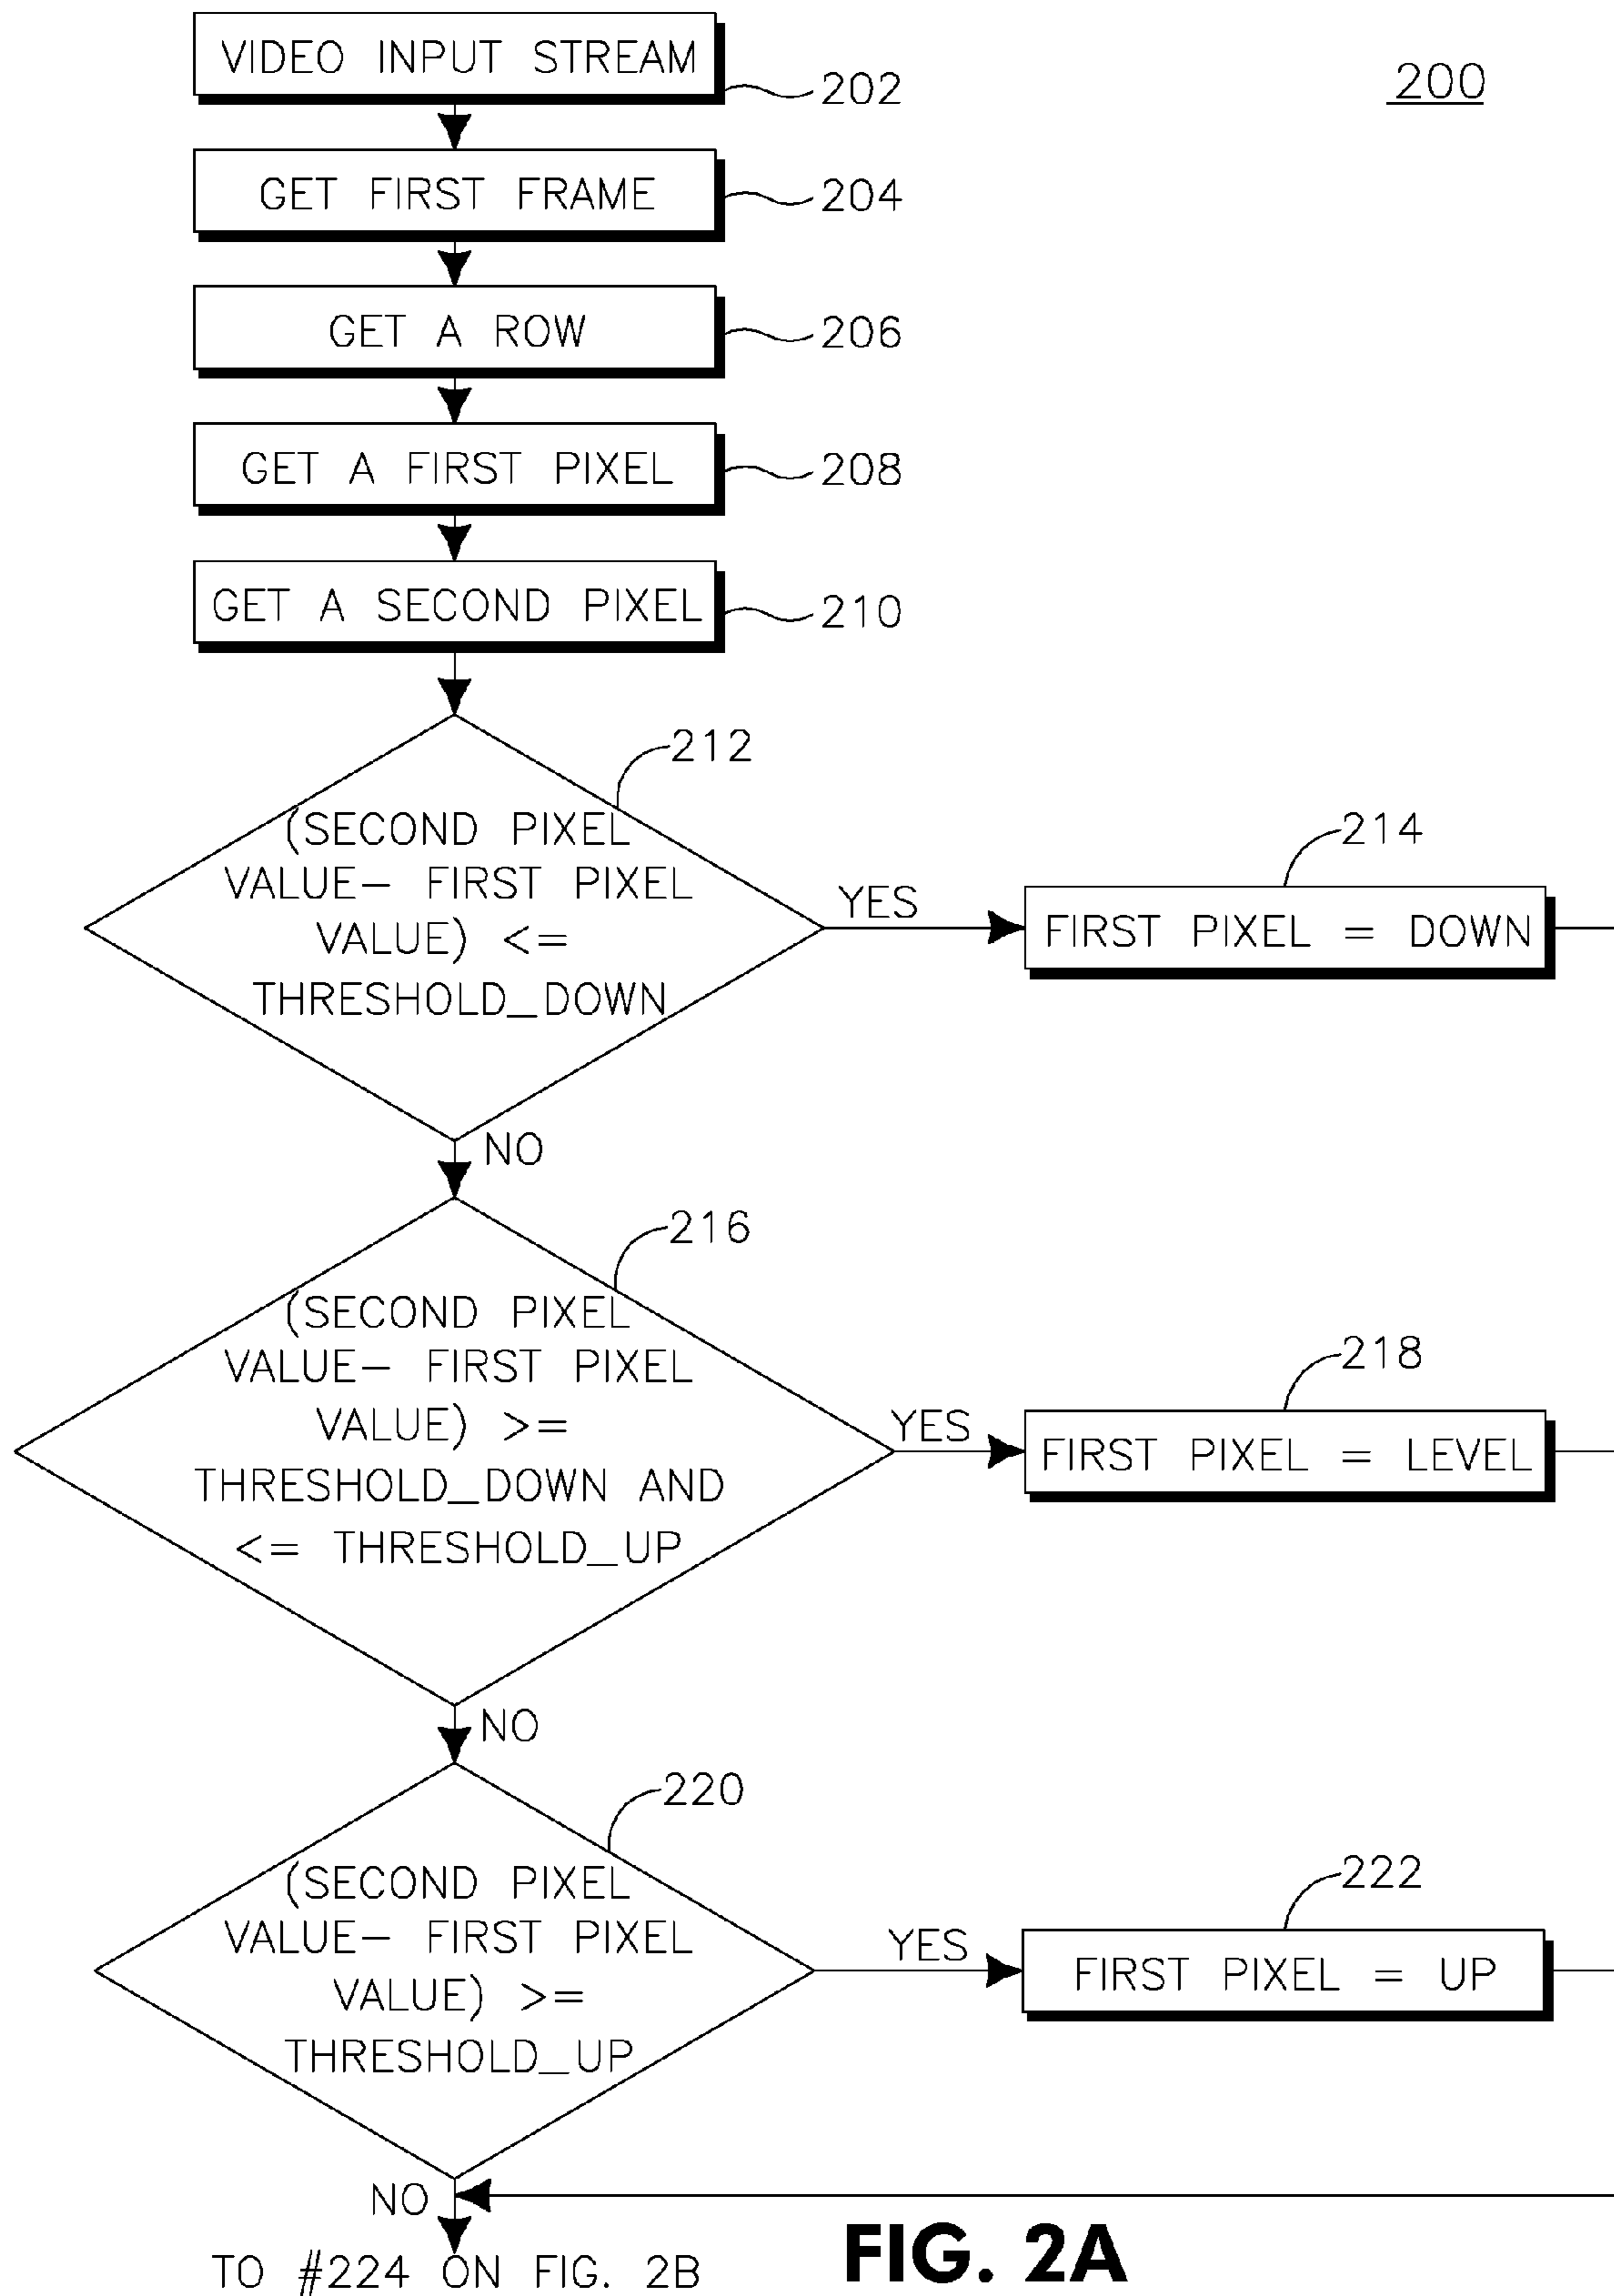 VIDEO INPUT STREAM
202
200
GET FIRST FRAME
204
GET A ROW
206
GET A FIRST PIXEL
208
GET A SECOND PIXEL
210
212
(SECOND PIXEL
VALUE– FIRST PIXEL
VALUE) <=
THRESHOLD_DOWN
YES
214
FIRST PIXEL = DOWN
NO
216
(SECOND PIXEL
VALUE– FIRST PIXEL
VALUE) >=
THRESHOLD_DOWN AND
<= THRESHOLD_UP
YES
218
FIRST PIXEL = LEVEL
NO
220
(SECOND PIXEL
VALUE– FIRST PIXEL
VALUE) >=
THRESHOLD_UP
YES
222
FIRST PIXEL = UP
NO
TO #224 ON FIG. 2B
FIG. 2A